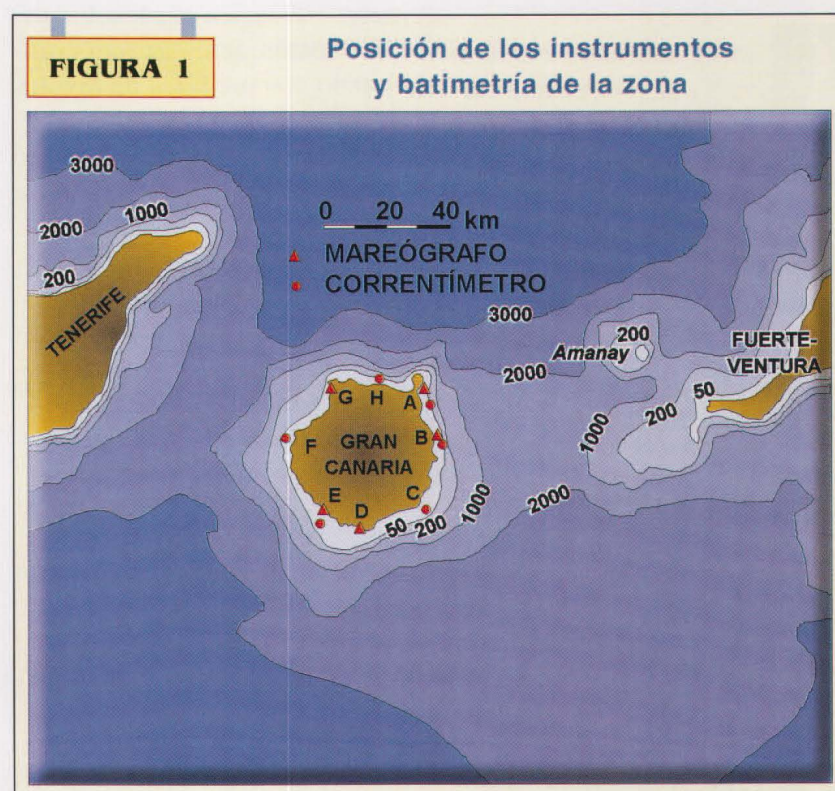 FIGURA 1
Posición de los instrumentos
y batimetría de la zona
3000
2000
1000
200
TENERIFE
0 20 40 km
MAREÓGRAFO
CORRENTÍMETRO
3000
2000
Amanay
200
FUERTE-
VENTURA
50
200
1000
2000
G H A
F GRAN B
CANARIA
E D C
50 200 1000